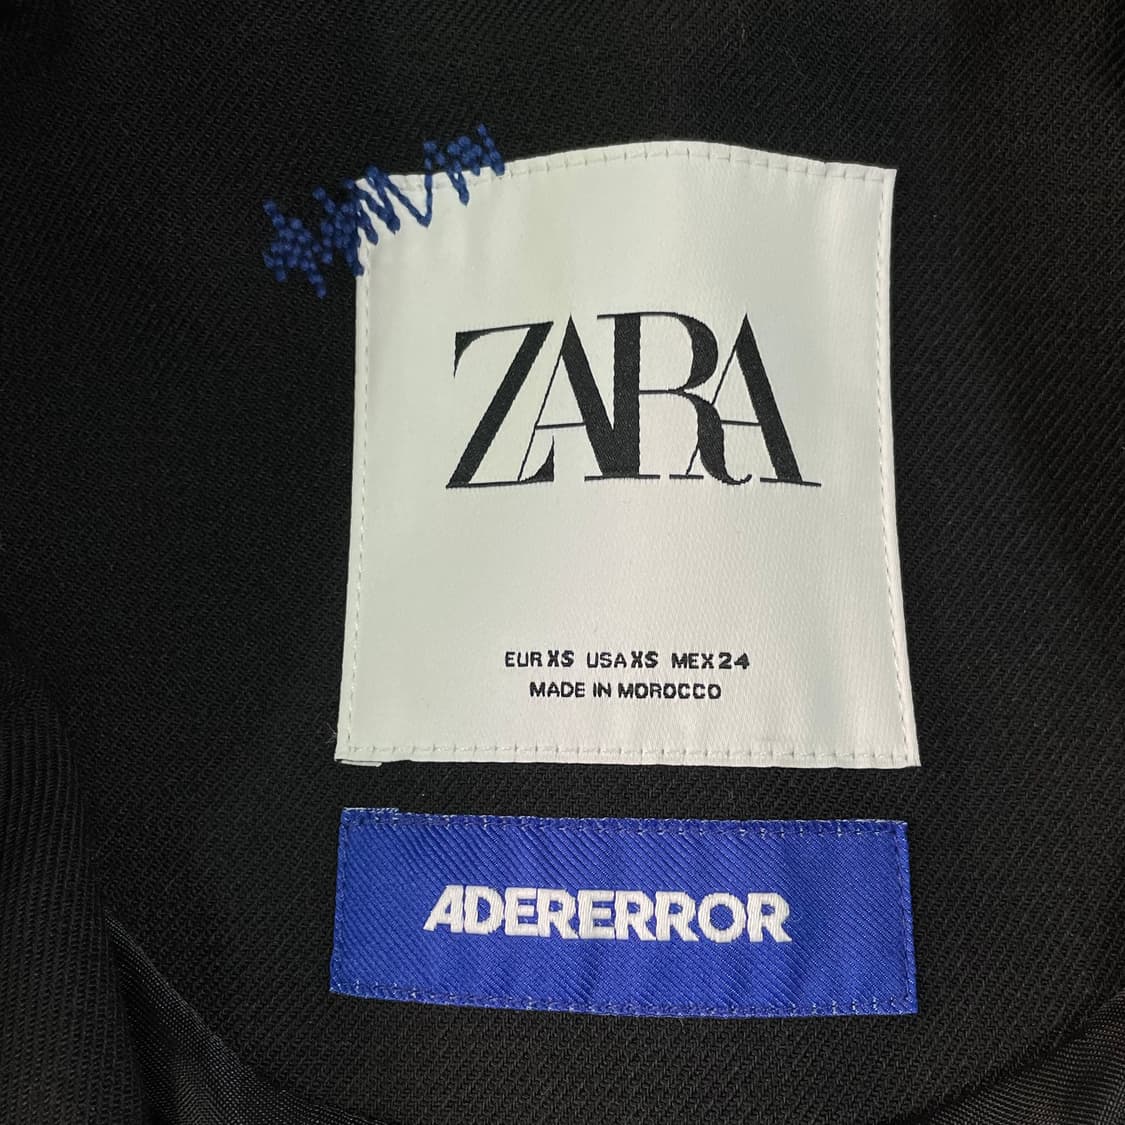 ZARA
EUR XS USA XS MEX 24
MADE IN MOROCCO
ADERERROR